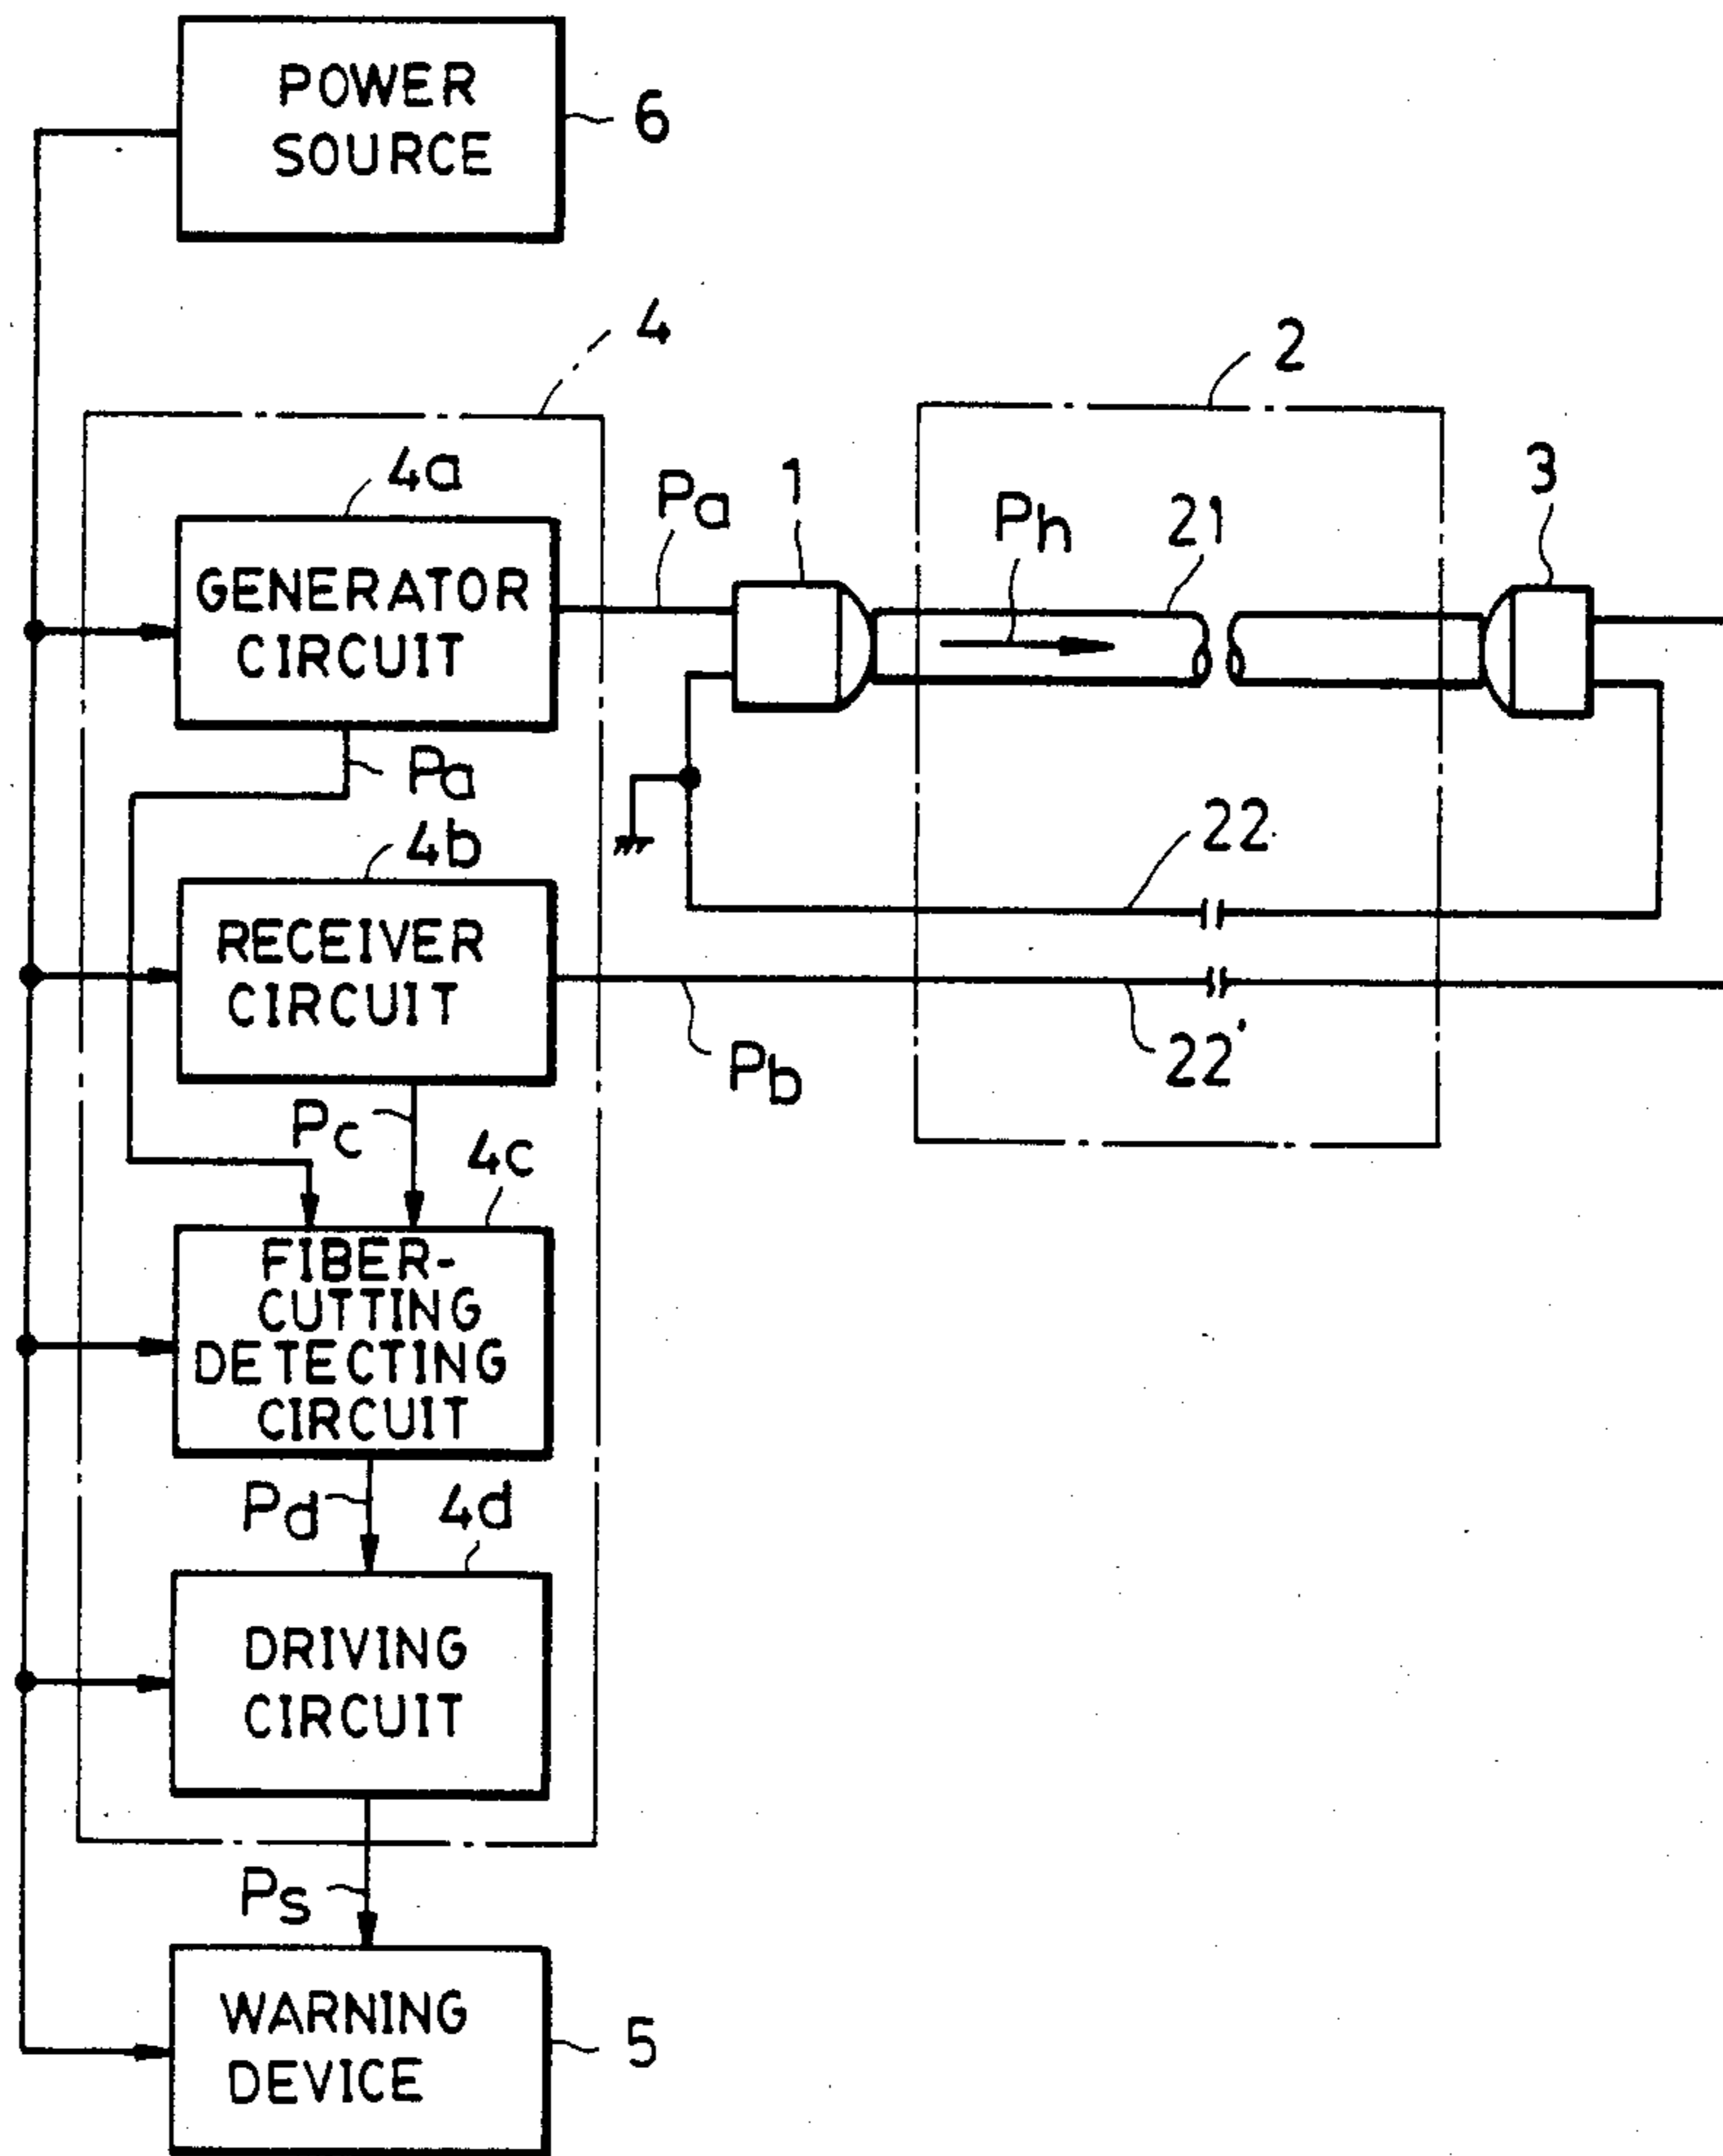 POWER
SOURCE
6
4
2
4a
Pa
1
Ph
21
3
GENERATOR
CIRCUIT
Pa
4b
22
RECEIVER
CIRCUIT
Pb
22'
Pc
4c
FIBER-
CUTTING
DETECTING
CIRCUIT
Pd
4d
DRIVING
CIRCUIT
Ps
WARNING
DEVICE
5